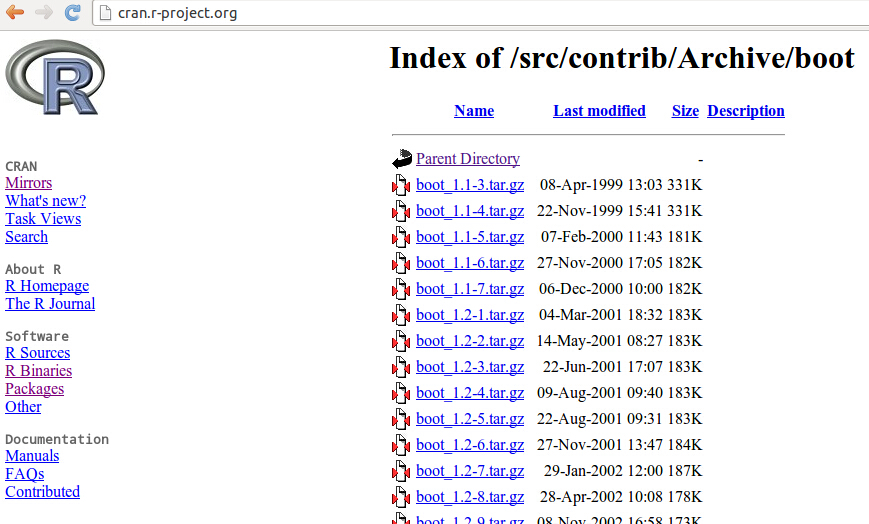 cran.r-project.org
R
CRAN
Mirrors
What's new?
Task Views
Search
About R
R Homepage
The R Journal
Software
R Sources
R Binaries
Packages
Other
Documentation
Manuals
FAQs
Contributed
Index of /src/contrib/Archive/boot
Name Last modified Size Description
Parent Directory -
boot_1.1-3.tar.gz 08-Apr-1999 13:03 331K
boot_1.1-4.tar.gz 22-Nov-1999 15:41 331K
boot_1.1-5.tar.gz 07-Feb-2000 11:43 181K
boot_1.1-6.tar.gz 27-Nov-2000 17:05 182K
boot_1.1-7.tar.gz 06-Dec-2000 10:00 182K
boot_1.2-1.tar.gz 04-Mar-2001 18:32 183K
boot_1.2-2.tar.gz 14-May-2001 08:27 183K
boot_1.2-3.tar.gz 22-Jun-2001 17:07 183K
boot_1.2-4.tar.gz 09-Aug-2001 09:40 183K
boot_1.2-5.tar.gz 22-Aug-2001 09:31 183K
boot_1.2-6.tar.gz 27-Nov-2001 13:47 184K
boot_1.2-7.tar.gz 29-Jan-2002 12:00 187K
boot_1.2-8.tar.gz 28-Apr-2002 10:08 178K
boot_1.2-9.tar.gz 08-Nov-2002 16:58 173K